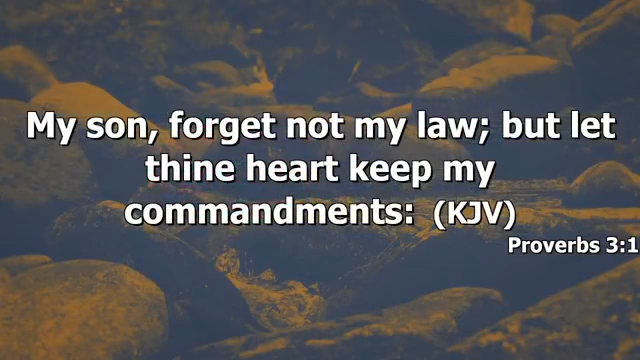 My son, forget not my law; but let
thine heart keep my
commandments: (KJV)
Proverbs 3:1